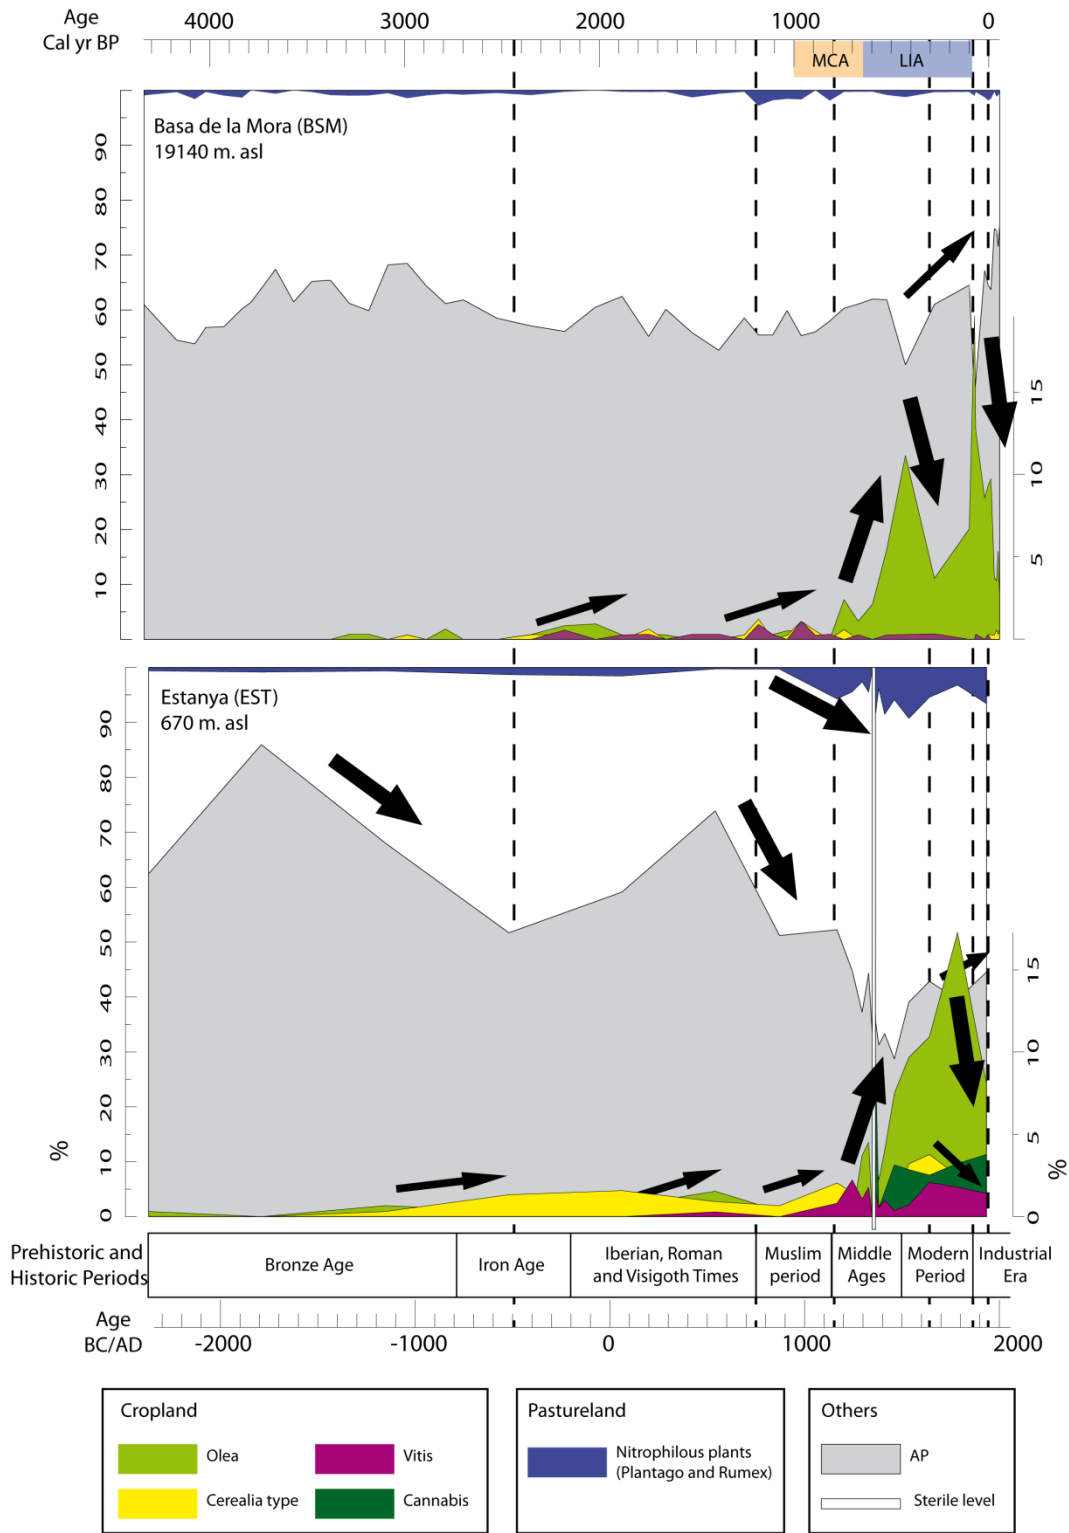 Age
Cal yr BP
4000 3000 2000 1000 0
MCA LIA
Basa de la Mora (BSM)
19140 m. asl
90
80
70
60
50
40
30
20
10
15
10
5
Estanya (EST)
670 m. asl
90
80
70
60
50
40
30
20
10
0
%
15
10
5
0
%
Prehistoric and
Historic Periods
Bronze Age
Iron Age
Iberian, Roman
and Visigoth Times
Muslim
period
Middle
Ages
Modern
Period
Industrial
Era
Age
BC/AD
-2000 -1000 0 1000 2000
Cropland
Olea
Vitis
Cerealia type
Cannabis
Pastureland
Nitrophilous plants
(Plantago and Rumex)
Others
AP
Sterile level